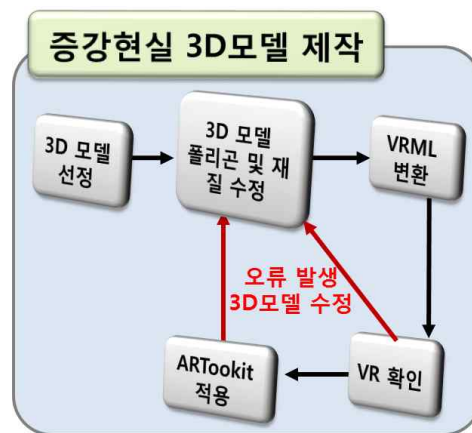 증강현실 3D모델 제작
3D 모델
선정
3D 모델
폴리곤 및 재
질 수정
VRML
변환
오류 발생
3D모델 수정
ARTookit
적용
VR 확인